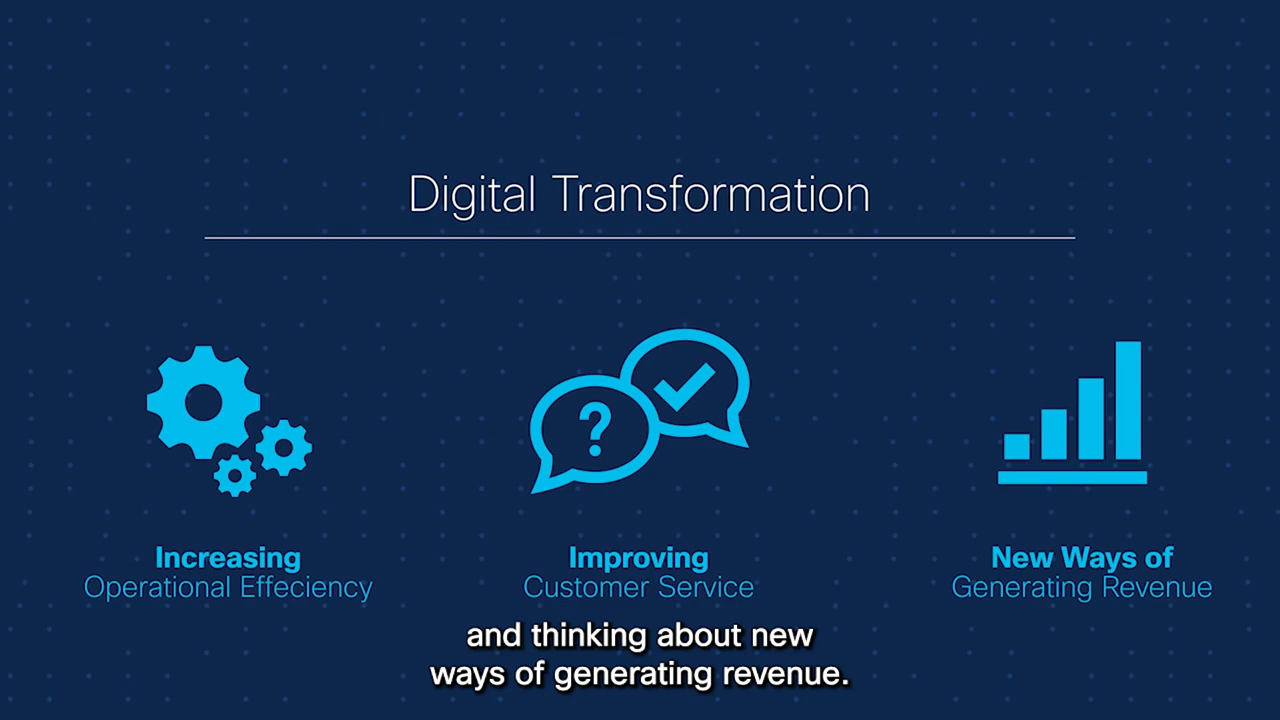 Digital Transformation
?
Increasing
Operational Effeciency
Improving
Customer Service
New Ways of
Generating Revenue
and thinking about new
ways of generating revenue.